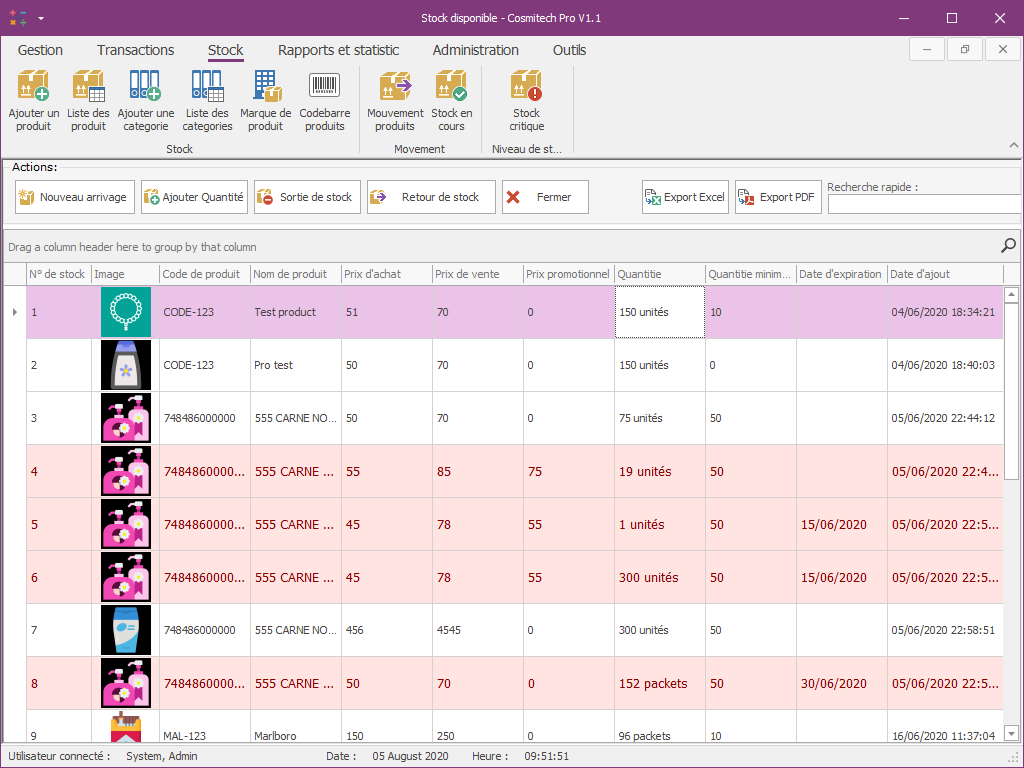 Stock disponible - Cosmitech Pro V1.1
Gestion Transactions Stock Rapports et statistic Administration Outils
Ajouter un produit
Liste des produit
Ajouter une categorie
Liste des categories
Marque de produit
Codebarre produits
Mouvement produits
Stock en cours
Stock critique
Stock Movement Niveau de st...
Actions:
Nouveau arrivage Ajouter Quantité Sortie de stock Retour de stock Fermer Export Excel Export PDF Recherche rapide :
Drag a column header here to group by that column
N° de stock Image Code de produit Nom de produit Prix d'achat Prix de vente Prix promotionnel Quantitie Quantitie minim... Date d'expiration Date d'ajout
1 CODE-123 Test product 51 70 0 150 unités 10 04/06/2020 18:34:21
2 CODE-123 Pro test 50 70 0 150 unités 0 04/06/2020 18:40:03
3 748486000000 555 CARNE NO... 50 70 0 75 unités 50 05/06/2020 22:44:12
4 7484860000... 555 CARNE ... 55 85 75 19 unités 50 05/06/2020 22:4...
5 7484860000... 555 CARNE ... 45 78 55 1 unités 50 15/06/2020 05/06/2020 22:5...
6 7484860000... 555 CARNE ... 45 78 55 300 unités 50 15/06/2020 05/06/2020 22:5...
7 748486000000 555 CARNE NO... 456 4545 0 300 unités 50 05/06/2020 22:58:51
8 7484860000... 555 CARNE ... 50 70 0 152 packets 50 30/06/2020 05/06/2020 22:5...
9 MAL-123 Marlboro 150 250 0 96 packets 10 16/06/2020 11:37:04
Utilisateur connecté : System, Admin Date : 05 August 2020 Heure : 09:51:51